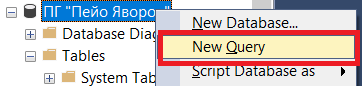 ПГ "Пейо Яворо
New Database...
Database Diag
New Query
Tables
Script Database as
System Tab